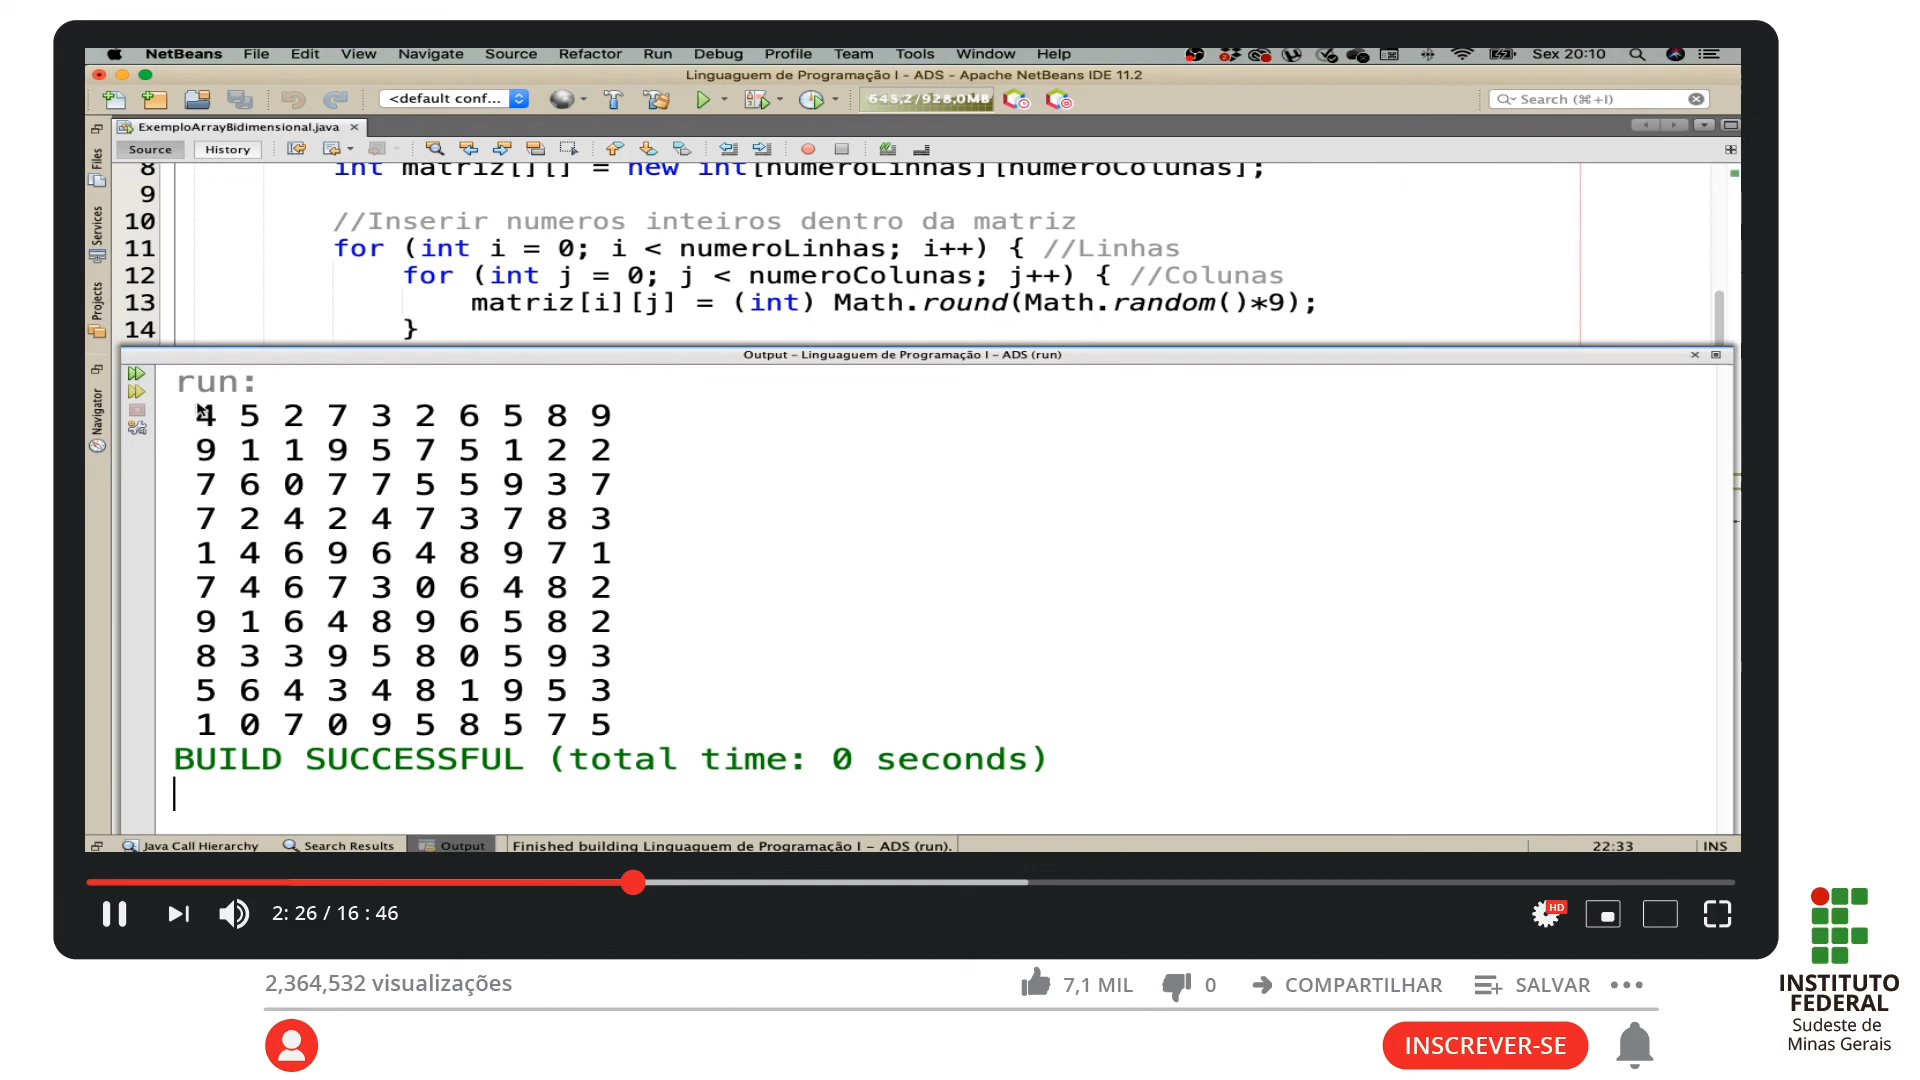 NetBeans File Edit View Navigate Source Refactor Run Debug Profile Team Tools Window Help Sex 20:10
Linguaguem de Programação I - ADS - Apache NetBeans IDE 11.2
<default conf... 645,2/928,0MB Search (⌘+I)
ExemploArrayBidimensional.java
Source History
Files
Services
Projects
Navigator
8 int matriz[][] = new int[numeroLinhas][numeroColunas];
9
10 //Inserir numeros inteiros dentro da matriz
11 for (int i = 0; i < numeroLinhas; i++) { //Linhas
12 for (int j = 0; j < numeroColunas; j++) { //Colunas
13 matriz[i][j] = (int) Math.round(Math.random()*9);
14 }
Output - Linguaguem de Programação I - ADS (run)
run:
4 5 2 7 3 2 6 5 8 9
9 1 1 9 5 7 5 1 2 2
7 6 0 7 7 5 5 9 3 7
7 2 4 2 4 7 3 7 8 3
1 4 6 9 6 4 8 9 7 1
7 4 6 7 3 0 6 4 8 2
9 1 6 4 8 9 6 5 8 2
8 3 3 9 5 8 0 5 9 3
5 6 4 3 4 8 1 9 5 3
1 0 7 0 9 5 8 5 7 5
BUILD SUCCESSFUL (total time: 0 seconds)
Java Call Hierarchy Search Results Output Finished building Linguaguem de Programação I - ADS (run). 22:33 INS
2: 26 / 16 : 46 HD
2,364,532 visualizações 7,1 MIL 0 COMPARTILHAR SALVAR
INSCREVER-SE
INSTITUTO
FEDERAL
Sudeste de
Minas Gerais